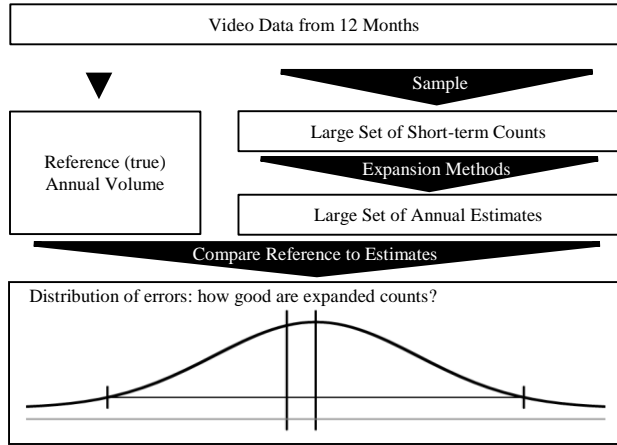 Video Data from 12 Months
Sample
Reference (true)
Annual Volume
Large Set of Short-term Counts
Expansion Methods
Large Set of Annual Estimates
Compare Reference to Estimates
Distribution of errors: how good are expanded counts?